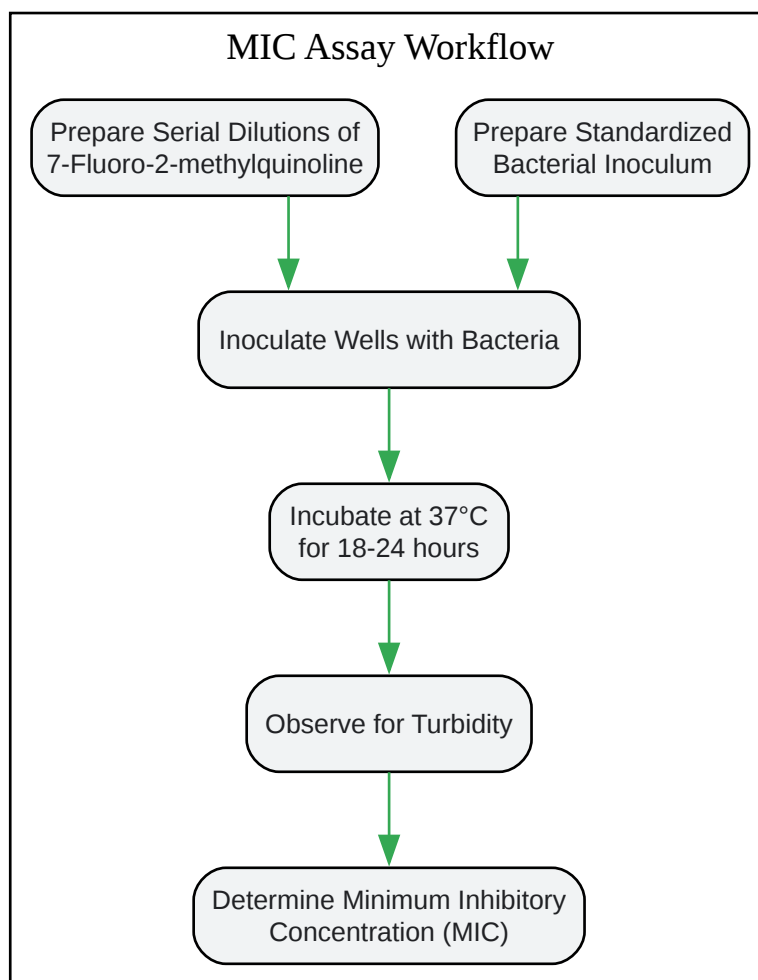 MIC Assay Workflow
Prepare Serial Dilutions of
7-Fluoro-2-methylquinoline
Prepare Standardized
Bacterial Inoculum
Inoculate Wells with Bacteria
Incubate at 37°C
for 18-24 hours
Observe for Turbidity
Determine Minimum Inhibitory
Concentration (MIC)